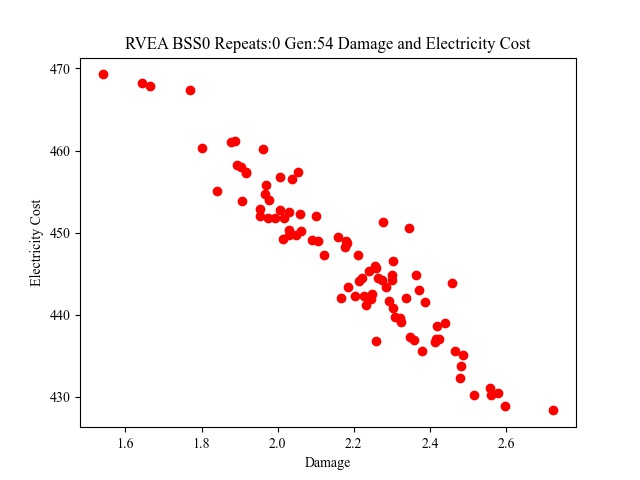 RVEA BSS0 Repeats:0 Gen:54 Damage and Electricity Cost
470
460
450
440
430
Electricity Cost
1.6 1.8 2.0 2.2 2.4 2.6
Damage